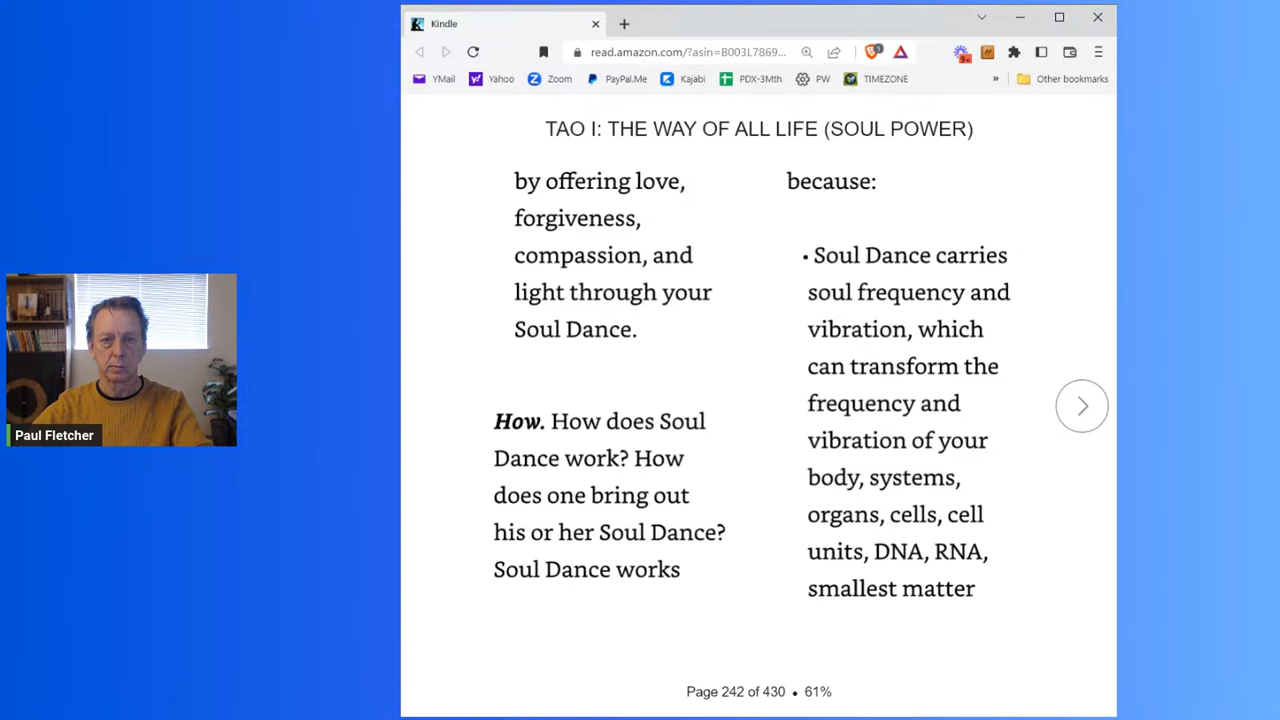 Kindle
read.amazon.com/?asin=B003L7869...
1
9+
YMail
Yahoo
Zoom
PayPal.Me
Kajabi
PDX-3Mth
PW
TIMEZONE
»
Other bookmarks
TAO I: THE WAY OF ALL LIFE (SOUL POWER)
by offering love,
forgiveness,
compassion, and
light through your
Soul Dance.
How. How does Soul
Dance work? How
does one bring out
his or her Soul Dance?
Soul Dance works
because:
• Soul Dance carries
soul frequency and
vibration, which
can transform the
frequency and
vibration of your
body, systems,
organs, cells, cell
units, DNA, RNA,
smallest matter
Page 242 of 430 • 61%
Paul Fletcher